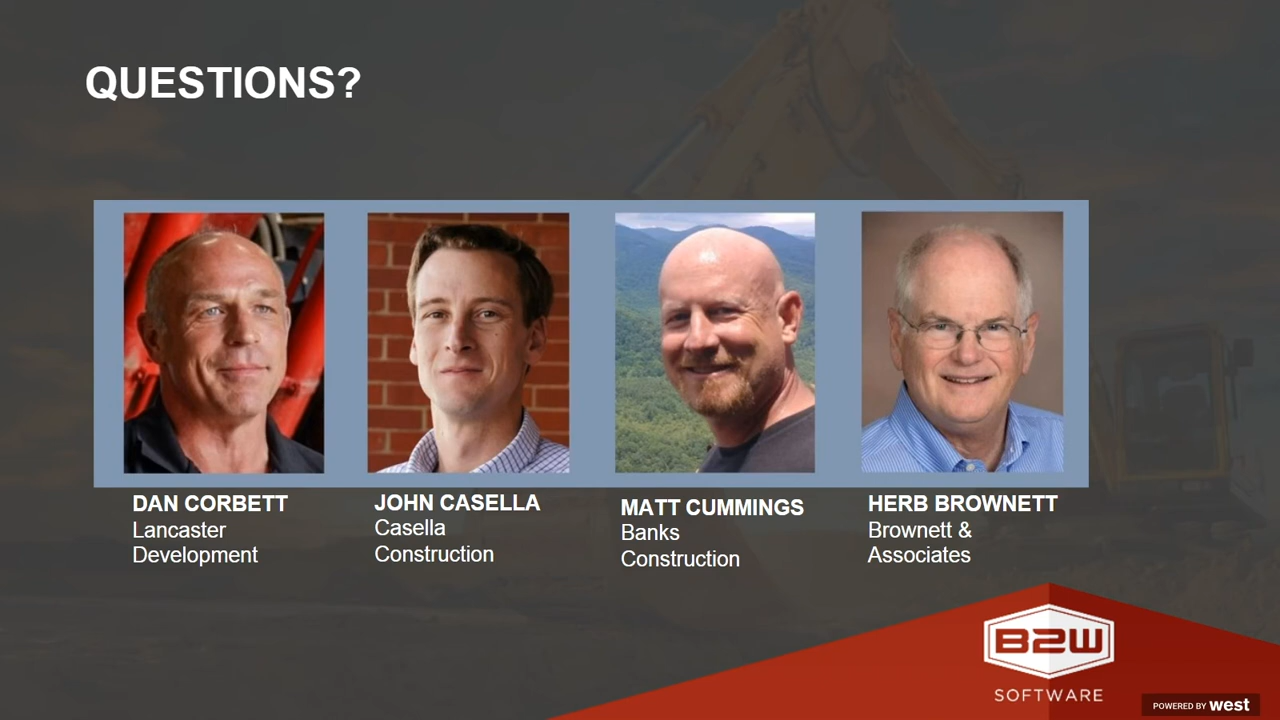 QUESTIONS?
DAN CORBETT
Lancaster
Development
JOHN CASELLA
Casella
Construction
MATT CUMMINGS
Banks
Construction
HERB BROWNETT
Brownett &
Associates
B2W
SOFTWARE
POWERED BY west